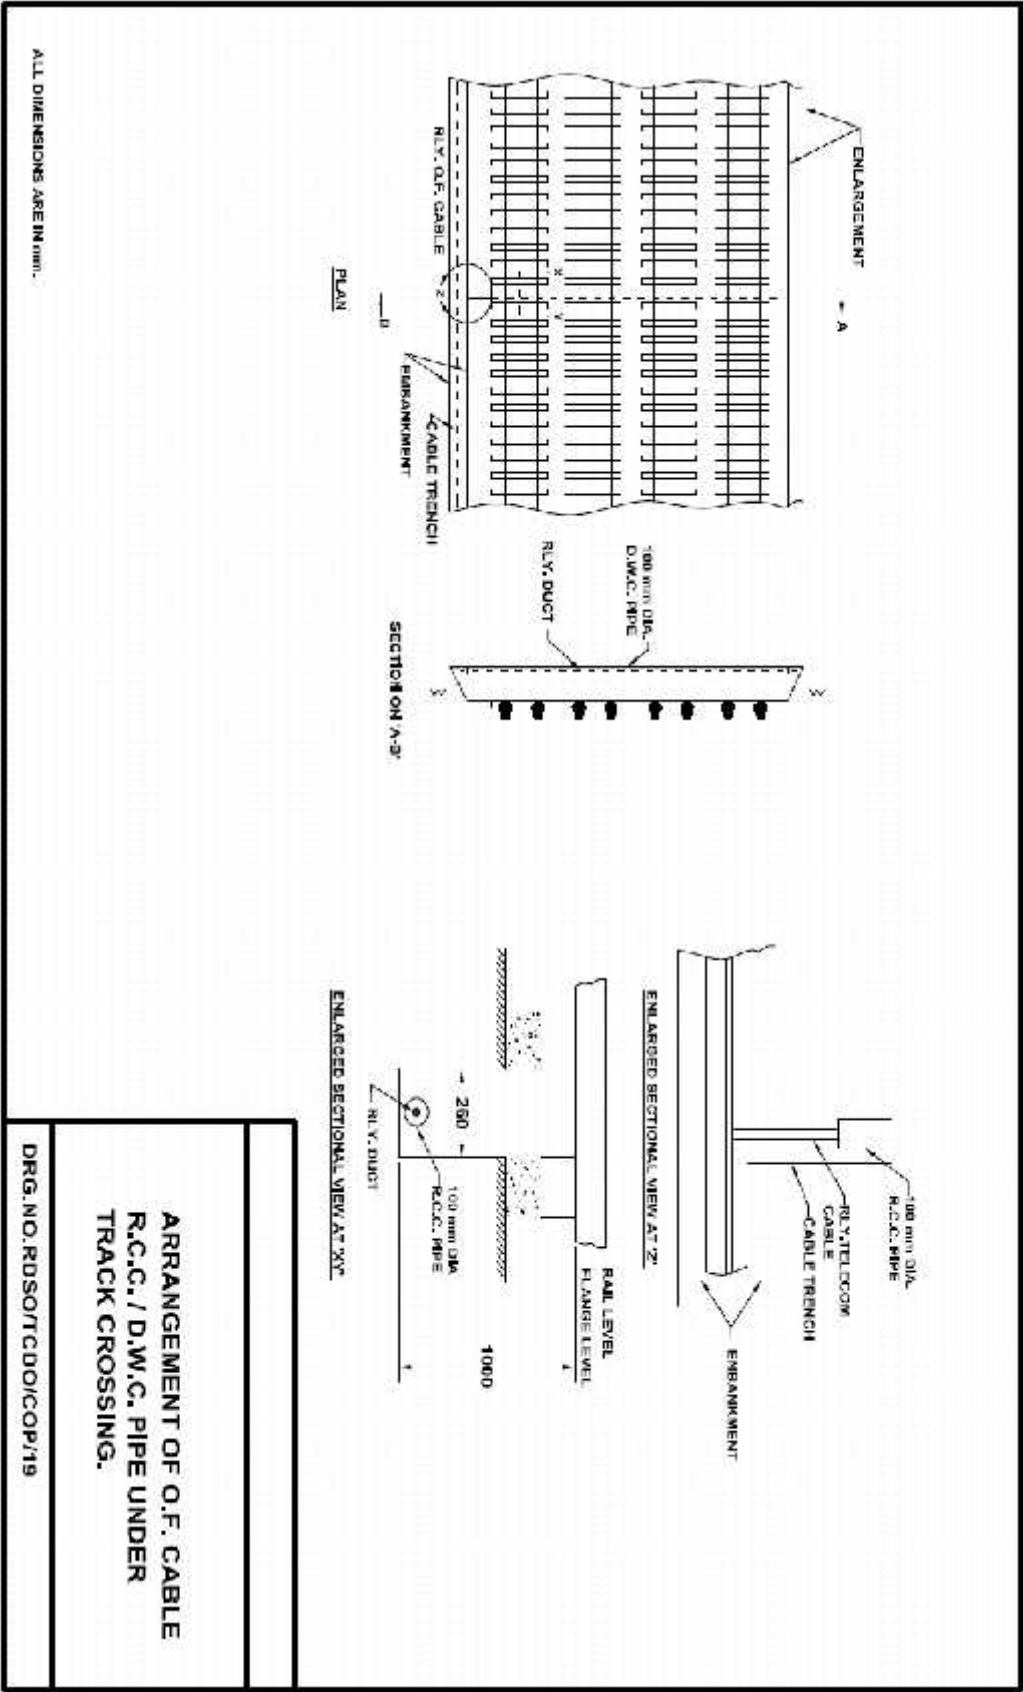 ENLARGEMENT
A
RLY. O.F. CABLE
X
Y
Z
B
PLAN
EMBANKMENT
CABLE TRENCH
100 mm DIA.
D.W.C. PIPE
RLY. DUCT
SECTION ON 'A-B'
100 mm DIA.
R.C.C. PIPE
RLY. TELECOM
CABLE
CABLE TRENCH
EMBANKMENT
ENLARGED SECTIONAL VIEW AT 'Z'
RAIL LEVEL
FLANGE LEVEL
1000
260
100 mm DIA
R.C.C. PIPE
RLY. DUCT
ENLARGED SECTIONAL VIEW AT 'XY'
ALL DIMENSIONS ARE IN mm.
ARRANGEMENT OF O.F. CABLE
R.C.C. / D.W.C. PIPE UNDER
TRACK CROSSING.
DRG.NO.RDSO/TCDO/COP/19